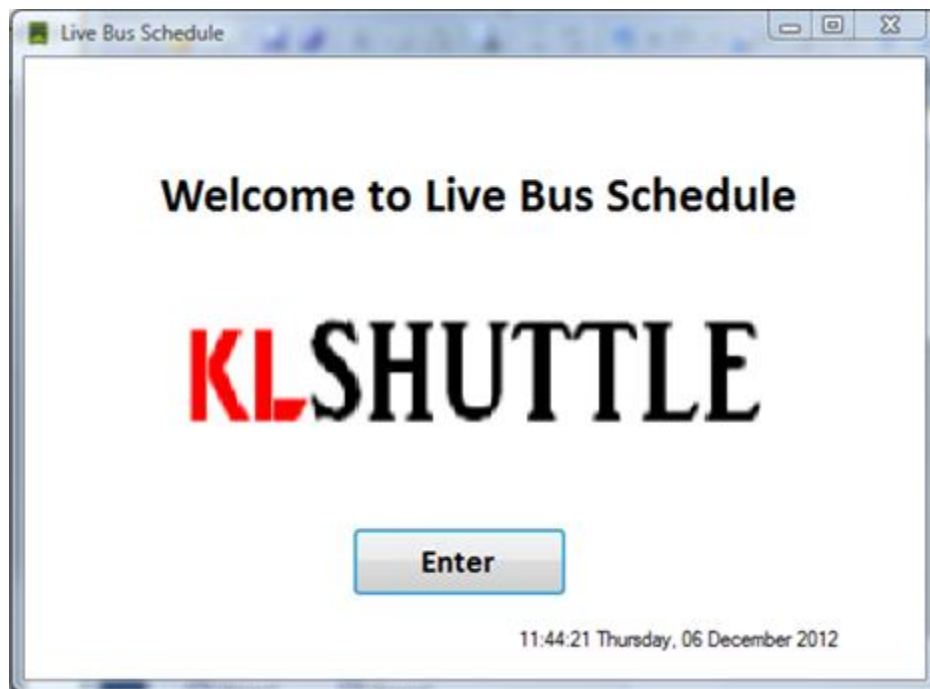 Live Bus Schedule
Welcome to Live Bus Schedule
KLSHUTTLE
Enter
11:44:21 Thursday, 06 December 2012